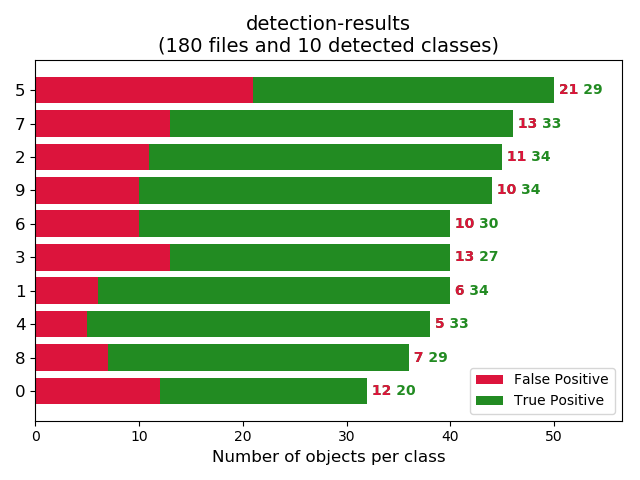 detection-results
(180 files and 10 detected classes)
5 21 29
7 13 33
2 11 34
9 10 34
6 10 30
3 13 27
1 6 34
4 5 33
8 7 29
0 12 20
False Positive
True Positive
0 10 20 30 40 50
Number of objects per class